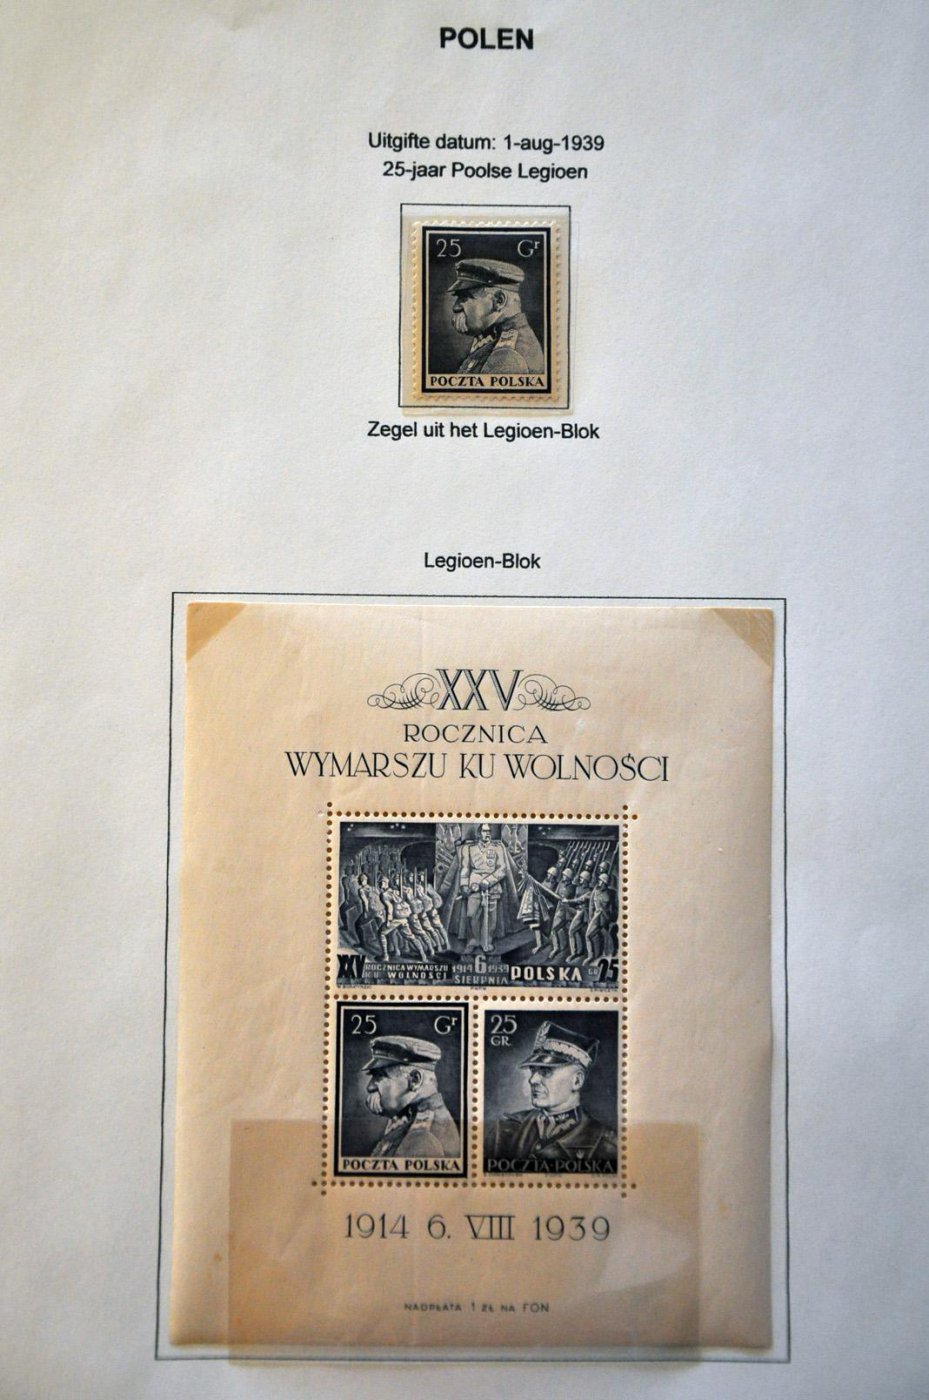 POLEN
Uitgifte datum: 1-aug-1939
25-jaar Poolse Legioen
25 Gr
POCZTA POLSKA
Zegel uit het Legioen-Blok
Legioen-Blok
XXV
ROCZNICA
WYMARSZU KU WOLNOŚCI
XXV ROCZNICA WYMARSZU 1914 6 1939 POLSKA GR 25
KU WOLNOŚCI SIERPNIA
25 Gr
POCZTA POLSKA
25
GR.
POCZTA-POLSKA
1914 6. VIII 1939
NADPŁATA 1 ZŁ NA FON